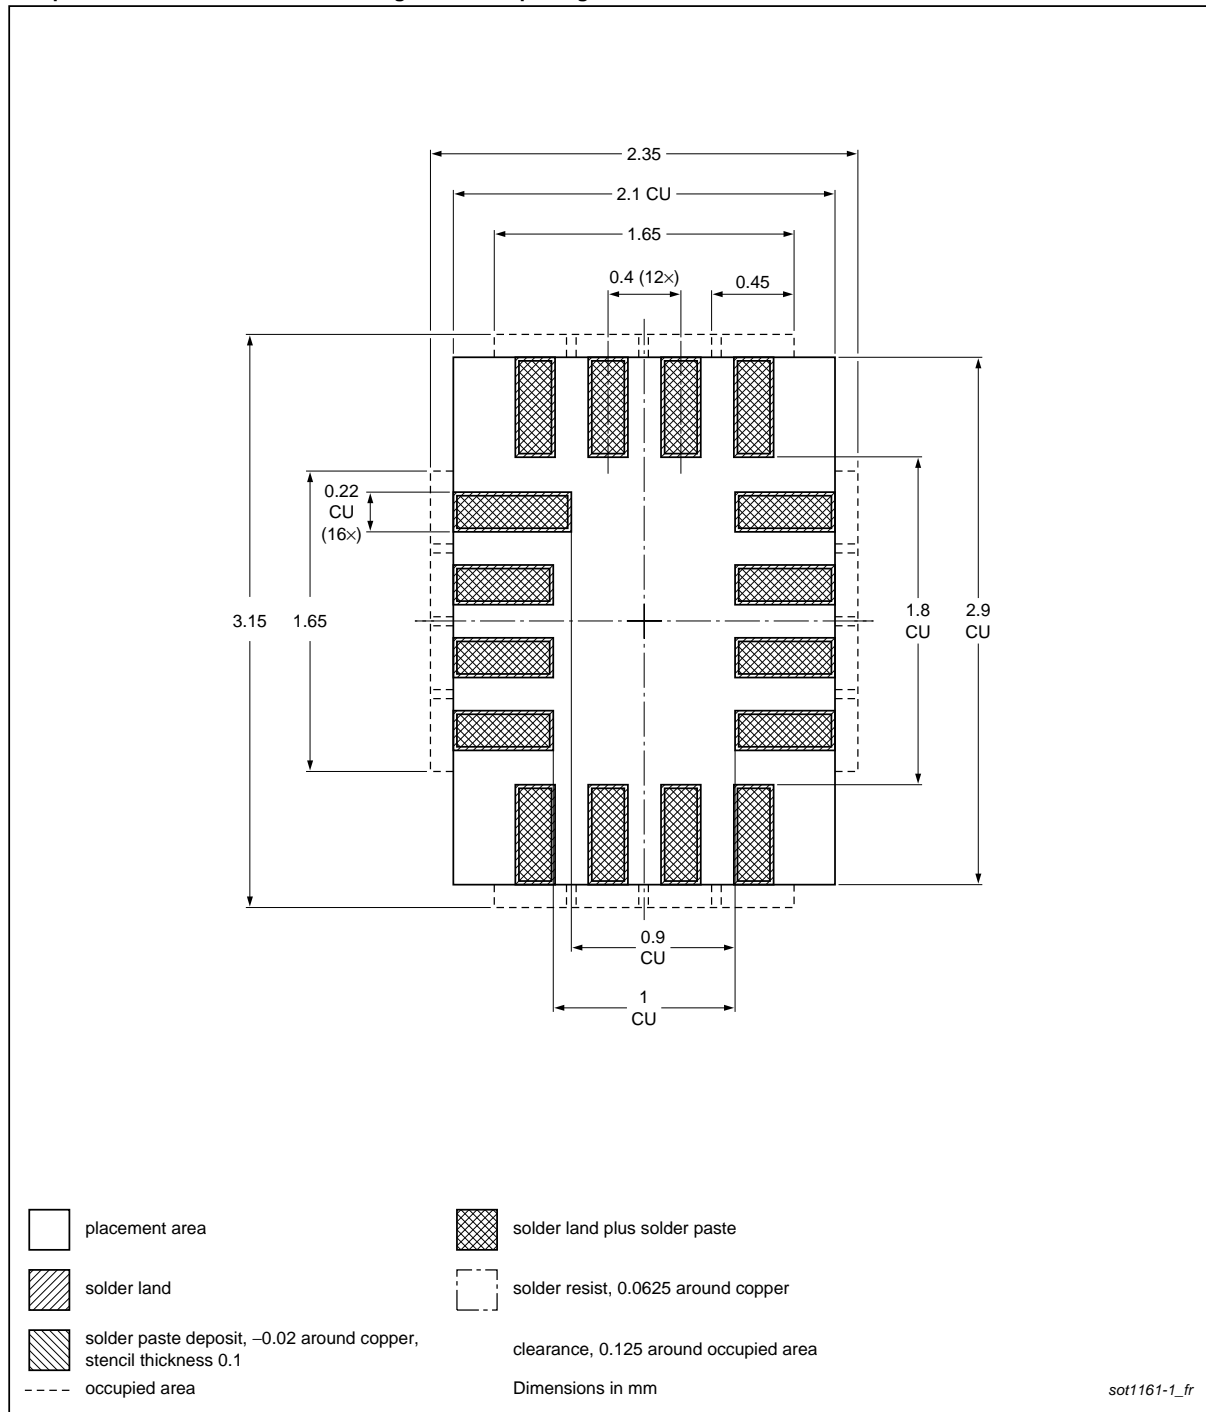 2.35
2.1 CU
1.65
0.4 (12×)
0.45
0.22
CU
(16×)
3.15
1.65
1.8
CU
2.9
CU
0.9
CU
1
CU
placement area
solder land plus solder paste
solder land
solder resist, 0.0625 around copper
solder paste deposit, −0.02 around copper,
stencil thickness 0.1
clearance, 0.125 around occupied area
occupied area
Dimensions in mm
sot1161-1_fr